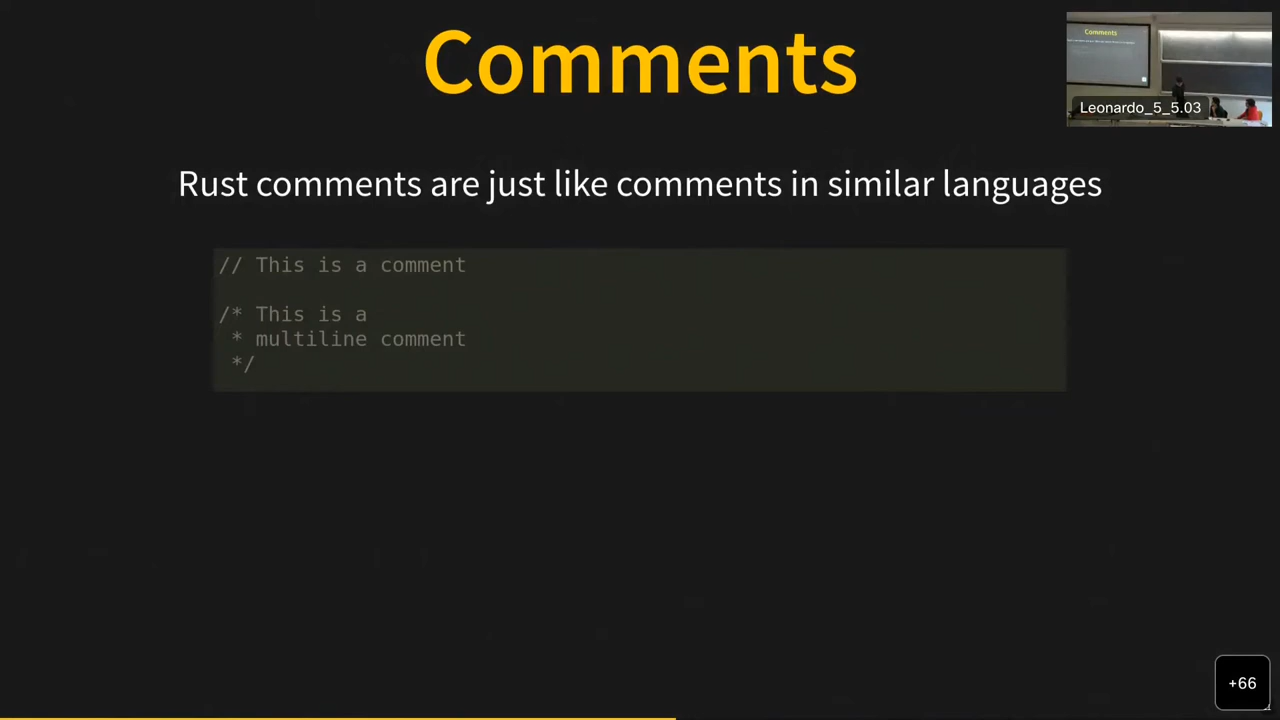 Comments
Comments
Leonardo_5_5.03
Rust comments are just like comments in similar languages
// This is a comment
/* This is a
* multiline comment
*/
+66